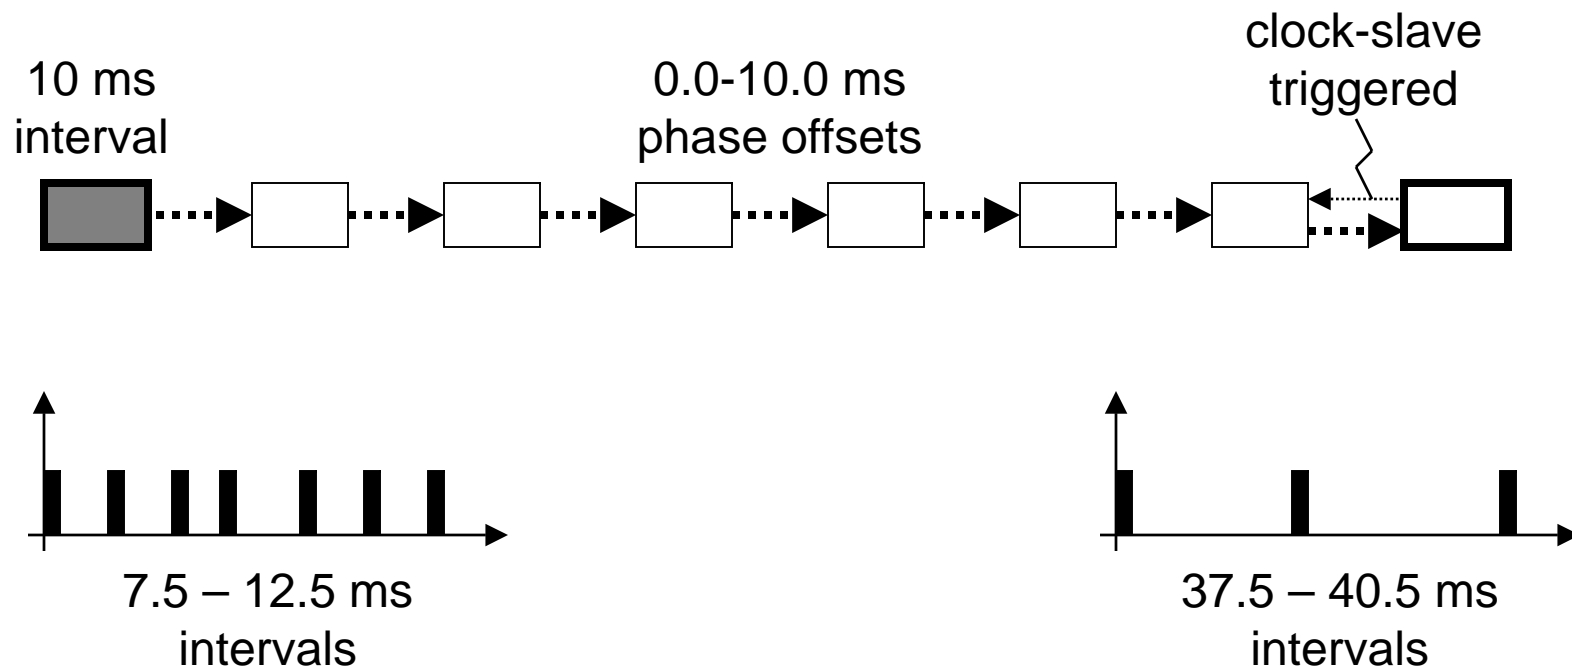 10 ms
interval
0.0-10.0 ms
phase offsets
clock-slave
triggered
7.5 – 12.5 ms
intervals
37.5 – 40.5 ms
intervals